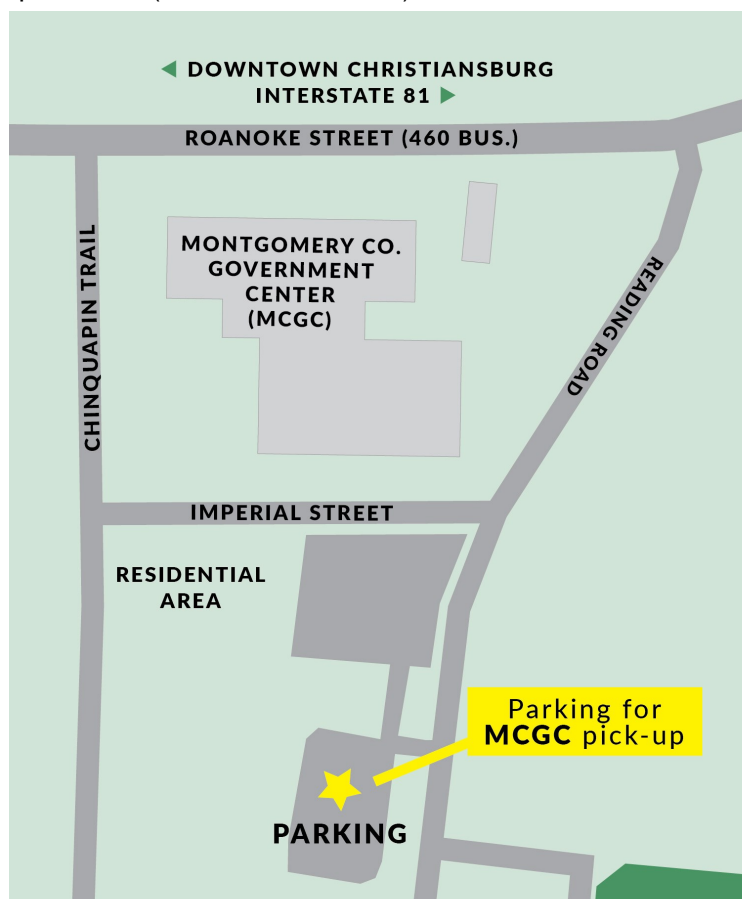 ◀ DOWNTOWN CHRISTIANSBURG
INTERSTATE 81 ▶
ROANOKE STREET (460 BUS.)
MONTGOMERY CO.
GOVERNMENT
CENTER
(MCGC)
CHINQUAPIN TRAIL
READING ROAD
IMPERIAL STREET
RESIDENTIAL
AREA
Parking for
MCGC pick-up
PARKING